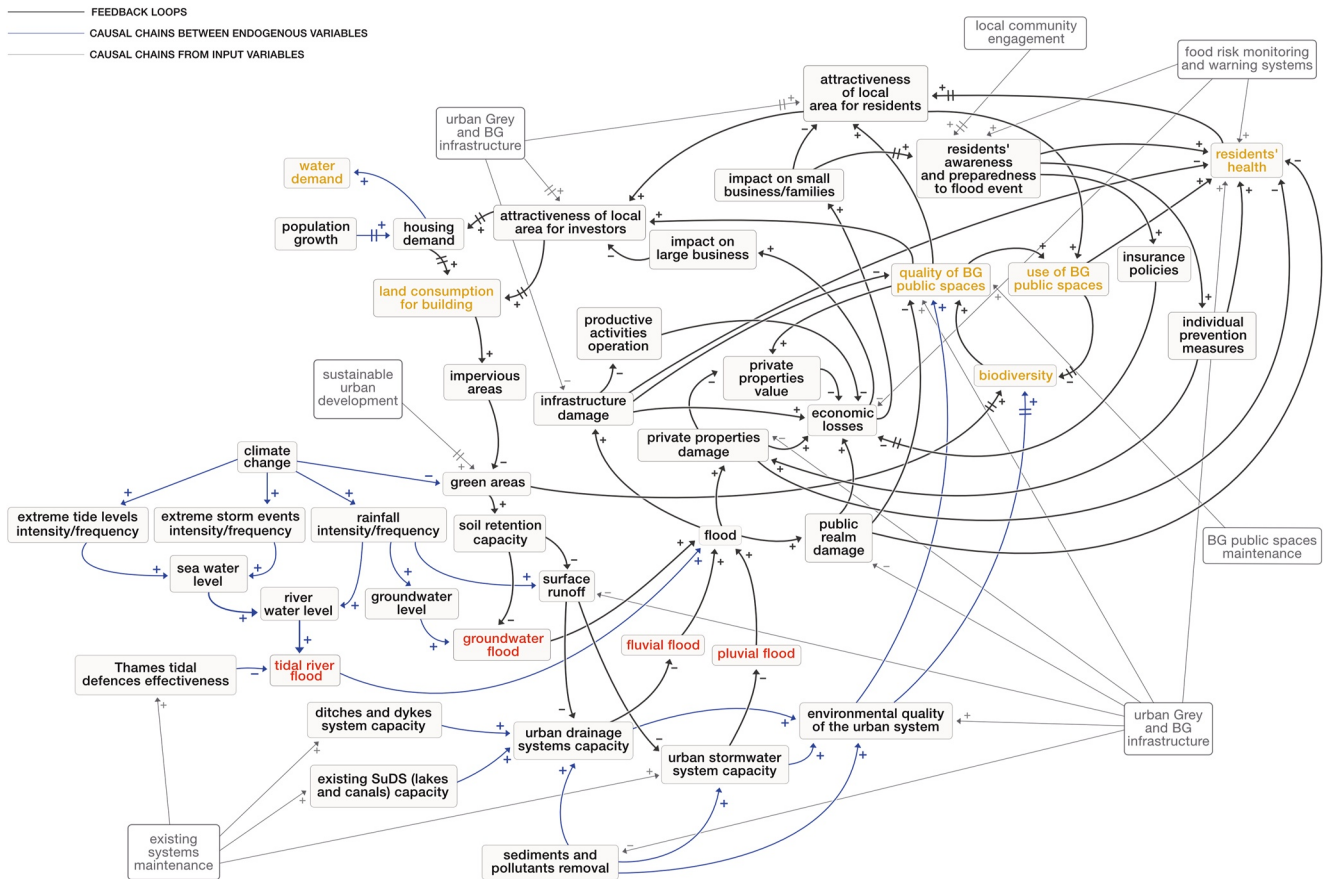 FEEDBACK LOOPS
CAUSAL CHAINS BETWEEN ENDOGENOUS VARIABLES
CAUSAL CHAINS FROM INPUT VARIABLES
local community
engagement
food risk monitoring
and warning systems
attractiveness
of local
area for residents
urban Grey
and BG
infrastructure
residents'
awareness
and preparedness
to flood event
residents'
health
water
demand
impact on small
business/families
population
growth
housing
demand
attractiveness of local
area for investors
impact on
large business
insurance
policies
quality of BG
public spaces
use of BG
public spaces
land consumption
for building
productive
activities
operation
individual
prevention
measures
private
properties
value
biodiversity
sustainable
urban
development
impervious
areas
infrastructure
damage
economic
losses
private properties
damage
climate
change
green areas
extreme tide levels
intensity/frequency
extreme storm events
intensity/frequency
rainfall
intensity/frequency
soil retention
capacity
flood
public
realm
damage
BG public spaces
maintenance
sea water
level
river
water level
groundwater
level
surface
runoff
groundwater
flood
fluvial flood
pluvial flood
Thames tidal
defences effectiveness
tidal river
flood
ditches and dykes
system capacity
urban drainage
systems capacity
environmental quality
of the urban system
urban Grey
and BG
infrastructure
existing SuDS (lakes
and canals) capacity
urban stormwater
system capacity
existing
systems
maintenance
sediments and
pollutants removal